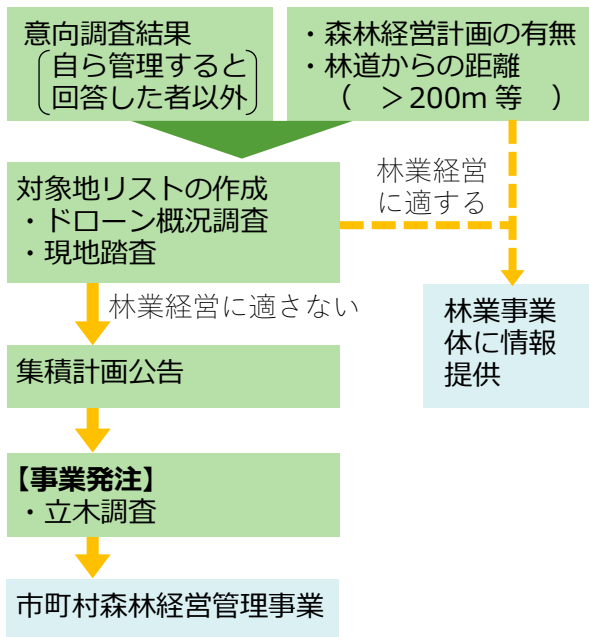 意向調査結果
自ら管理すると
回答した者以外
・森林経営計画の有無
・林道からの距離
（　＞200m 等　）
対象地リストの作成
・ドローン概況調査
・現地踏査
林業経営
に適する
林業経営に適さない
林業事業
体に情報
提供
集積計画公告
【事業発注】
・立木調査
市町村森林経営管理事業